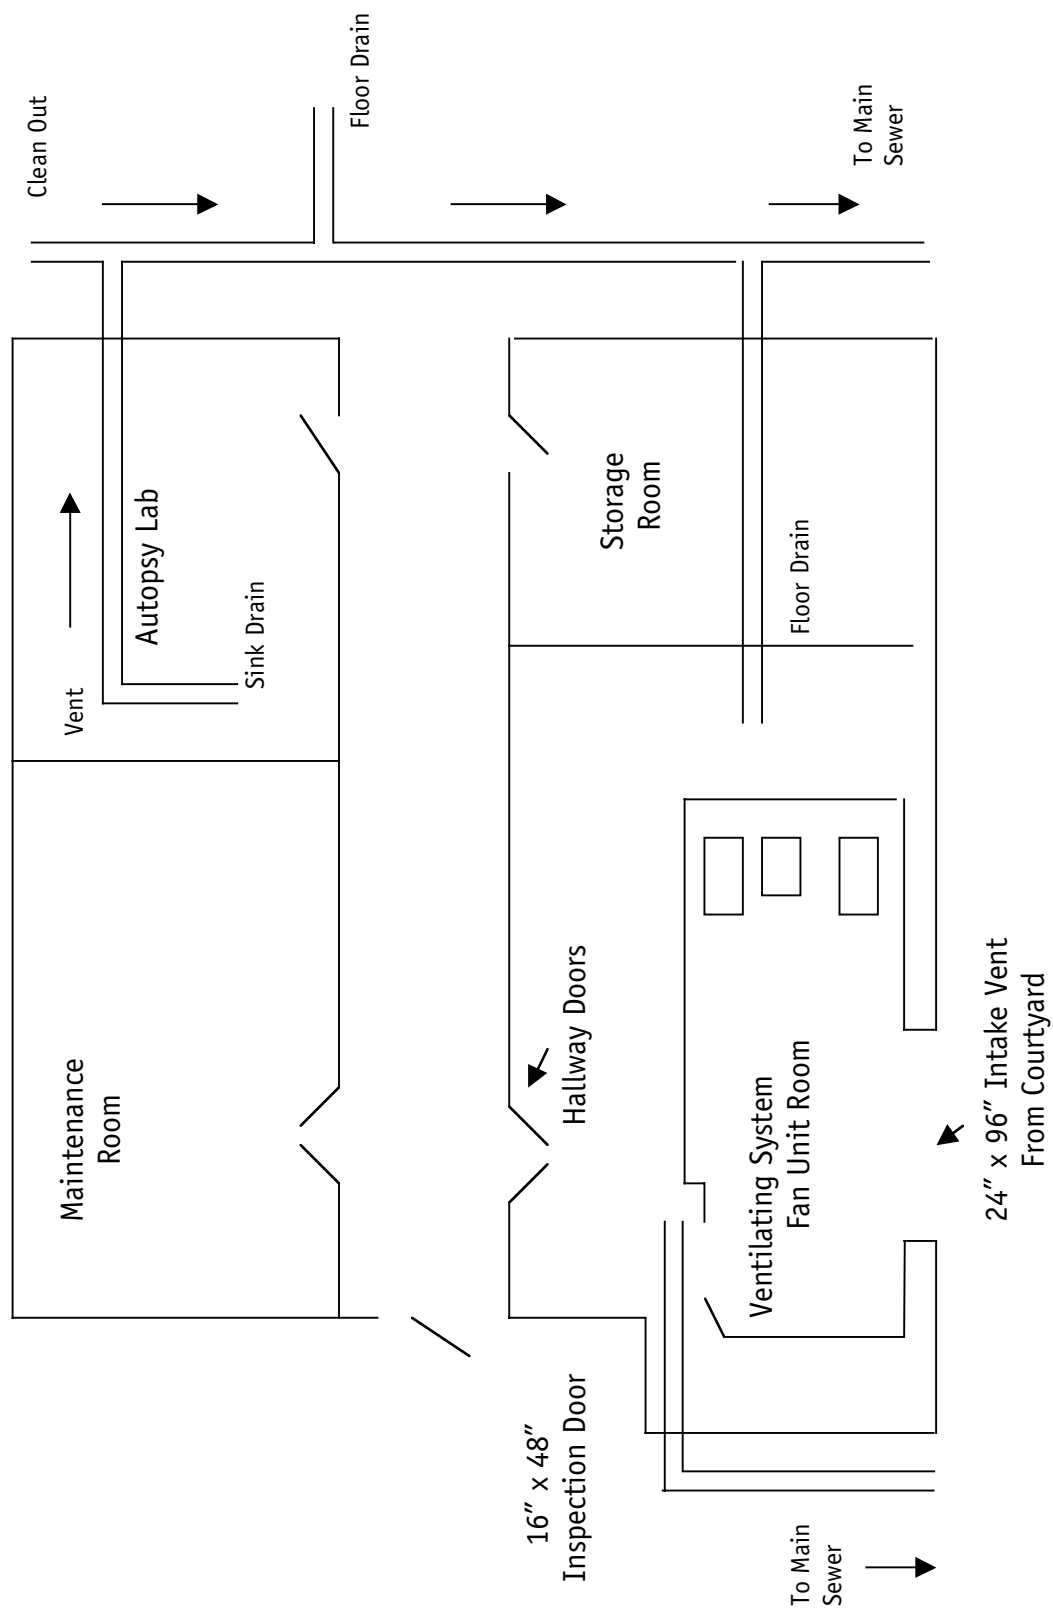 Clean Out
Floor Drain
To Main
Sewer
Vent
Autopsy Lab
Sink Drain
Storage
Room
Floor Drain
Maintenance
Room
Hallway Doors
Ventilating System
Fan Unit Room
24" x 96" Intake Vent
From Courtyard
16" x 48"
Inspection Door
To Main
Sewer